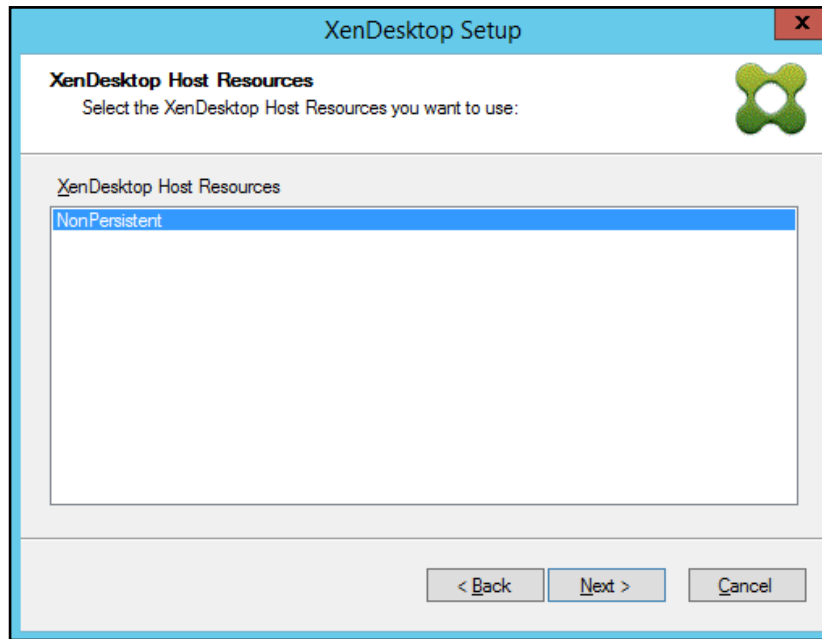 XenDesktop Setup
x
XenDesktop Host Resources
Select the XenDesktop Host Resources you want to use:
XenDesktop Host Resources
NonPersistent
< Back Next > Cancel